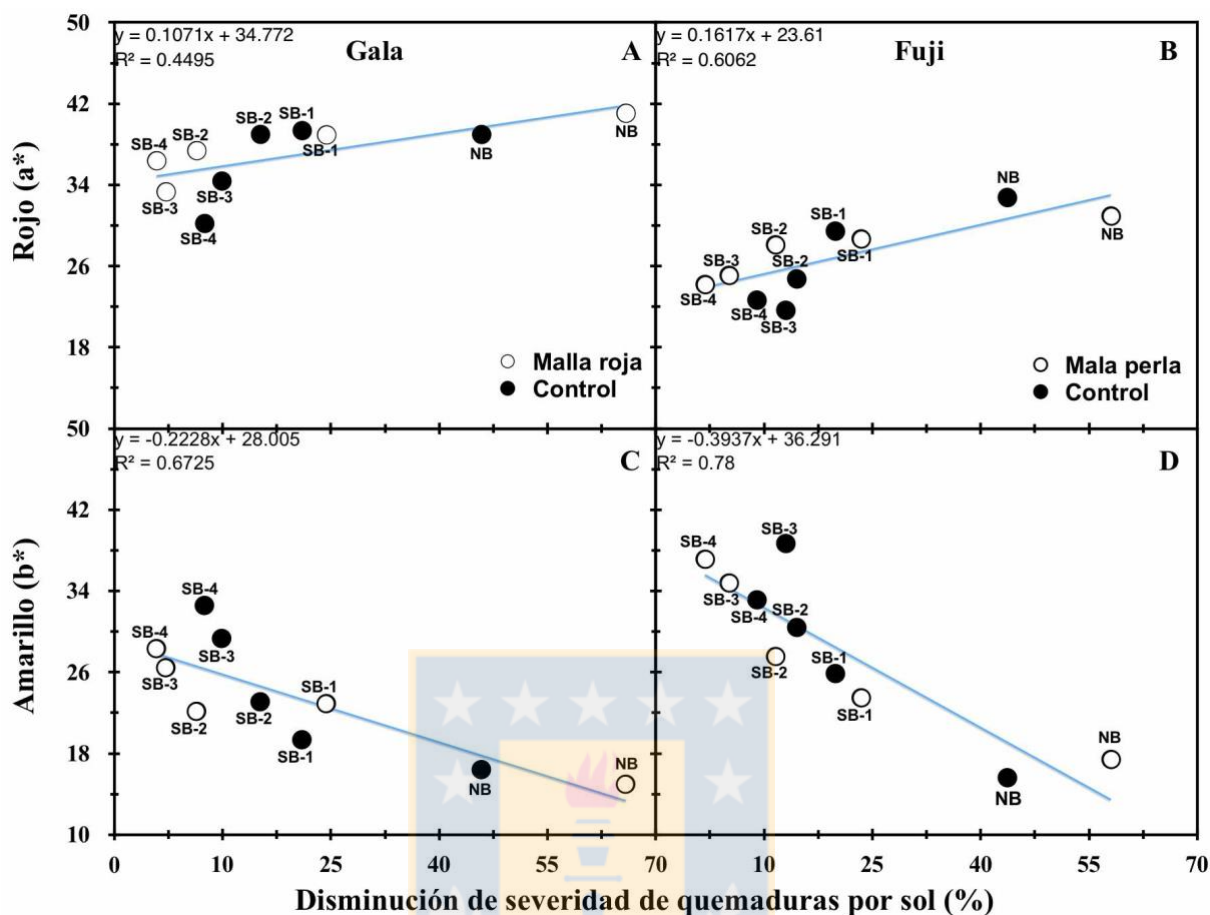 50
y = 0.1071x + 34.772
R² = 0.4495
Gala
A
y = 0.1617x + 23.61
R² = 0.6062
Fuji
B
42
34
26
18
50
Rojo (a*)
SB-4
SB-2
SB-2
SB-1
SB-1
NB
NB
SB-3
SB-3
SB-4
NB
SB-1
SB-2
SB-2
SB-3
SB-1
NB
SB-4
SB-4
SB-3
Malla roja
Control
Mala perla
Control
y = -0.2228x + 28.005
R² = 0.6725
C
y = -0.3937x + 36.291
R² = 0.78
D
42
34
26
18
10
Amarillo (b*)
SB-4
SB-4
SB-3
SB-3
SB-1
SB-2
SB-2
SB-1
NB
NB
SB-3
SB-4
SB-3
SB-4
SB-2
SB-2
SB-1
SB-1
NB
NB
0
10
25
40
55
70
10
25
40
55
70
Disminución de severidad de quemaduras por sol (%)